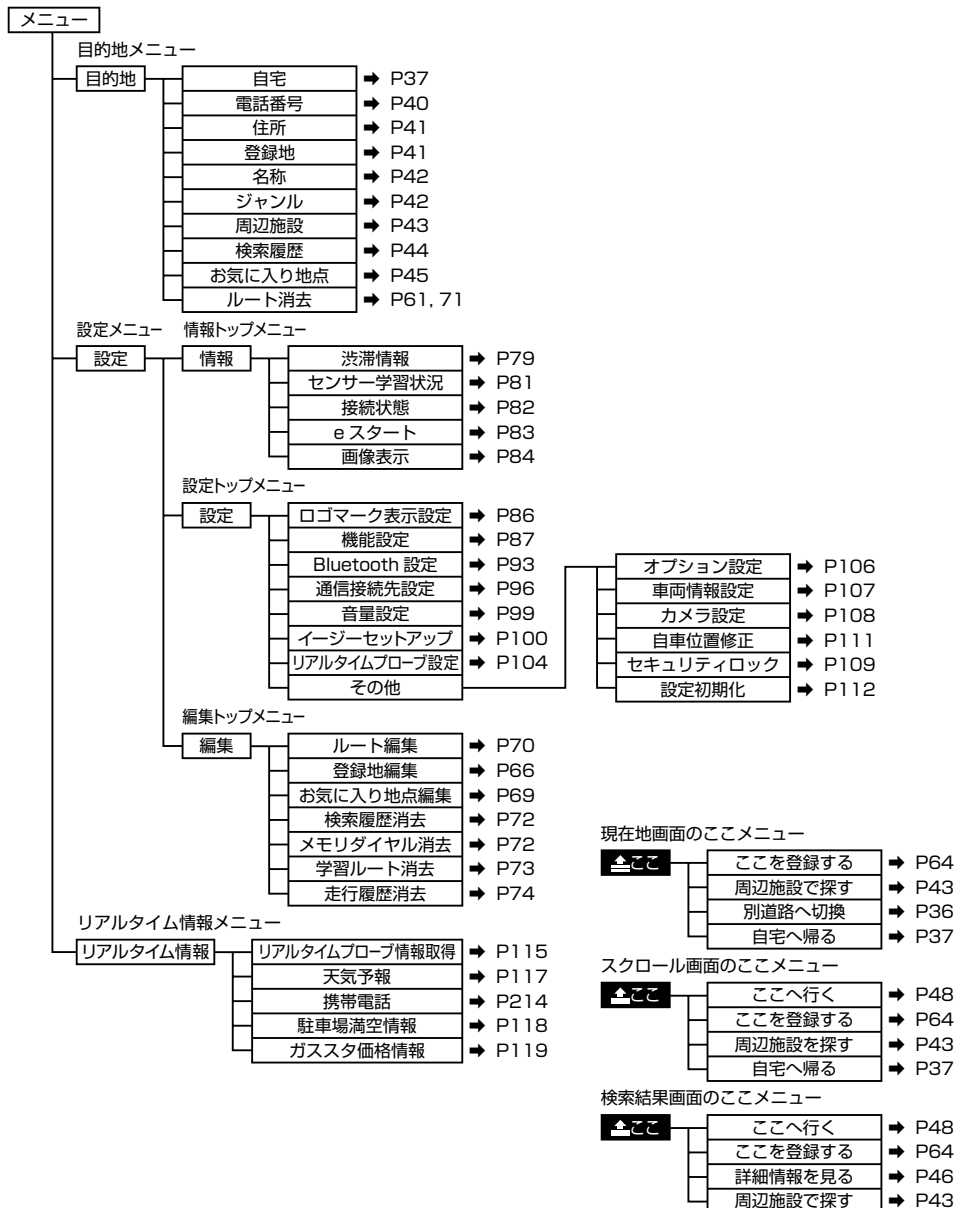 メニュー
目的地メニュー
目的地
自宅 ➡ P37
電話番号 ➡ P40
住所 ➡ P41
登録地 ➡ P41
名称 ➡ P42
ジャンル ➡ P42
周辺施設 ➡ P43
検索履歴 ➡ P44
お気に入り地点 ➡ P45
ルート消去 ➡ P61, 71
設定メニュー
設定
情報トップメニュー
情報
渋滞情報 ➡ P79
センサー学習状況 ➡ P81
接続状態 ➡ P82
e スタート ➡ P83
画像表示 ➡ P84
設定トップメニュー
設定
ロゴマーク表示設定 ➡ P86
機能設定 ➡ P87
Bluetooth 設定 ➡ P93
通信接続先設定 ➡ P96
音量設定 ➡ P99
イージーセットアップ ➡ P100
リアルタイムプローブ設定 ➡ P104
その他
オプション設定 ➡ P106
車両情報設定 ➡ P107
カメラ設定 ➡ P108
自車位置修正 ➡ P111
セキュリティロック ➡ P109
設定初期化 ➡ P112
編集トップメニュー
編集
ルート編集 ➡ P70
登録地編集 ➡ P66
お気に入り地点編集 ➡ P69
検索履歴消去 ➡ P72
メモリダイヤル消去 ➡ P72
学習ルート消去 ➡ P73
走行履歴消去 ➡ P74
リアルタイム情報メニュー
リアルタイム情報
リアルタイムプローブ情報取得 ➡ P115
天気予報 ➡ P117
携帯電話 ➡ P214
駐車場満空情報 ➡ P118
ガススタ価格情報 ➡ P119
現在地画面のここメニュー
ここ
ここを登録する ➡ P64
周辺施設で探す ➡ P43
別道路へ切換 ➡ P36
自宅へ帰る ➡ P37
スクロール画面のここメニュー
ここ
ここへ行く ➡ P48
ここを登録する ➡ P64
周辺施設を探す ➡ P43
自宅へ帰る ➡ P37
検索結果画面のここメニュー
ここ
ここへ行く ➡ P48
ここを登録する ➡ P64
詳細情報を見る ➡ P46
周辺施設で探す ➡ P43